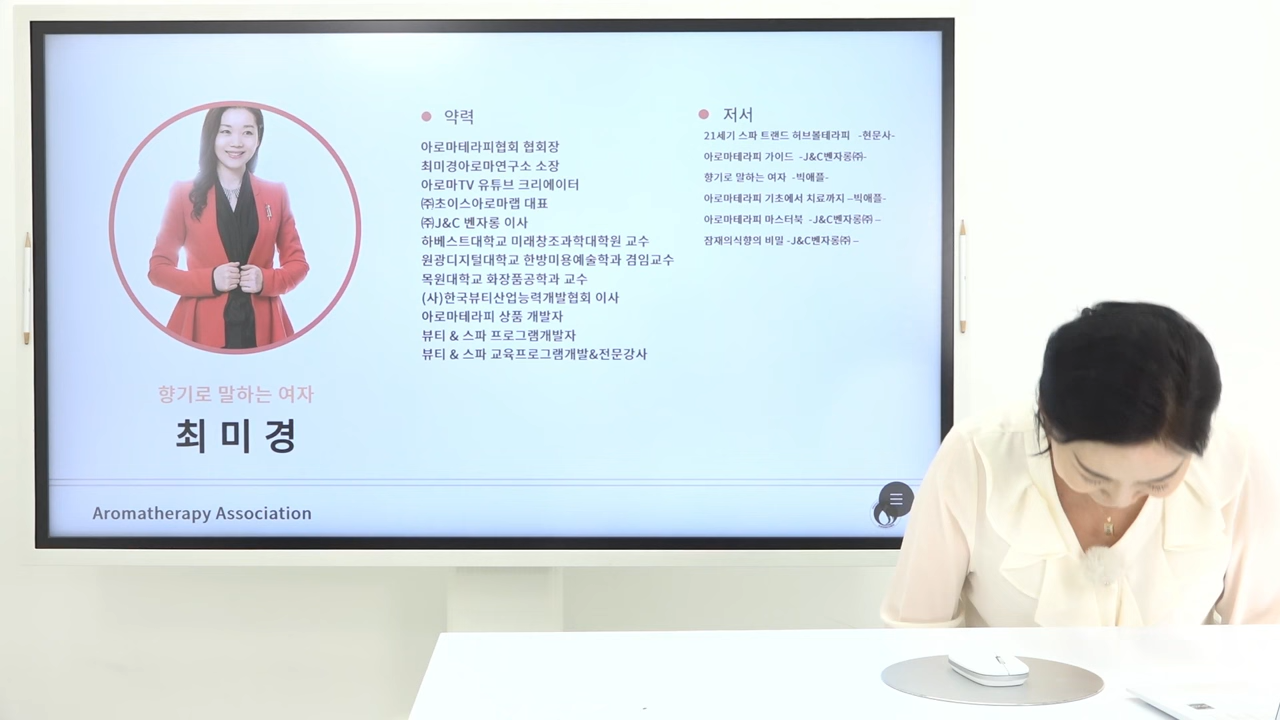 향기로 말하는 여자
최미경
● 약력
아로마테라피협회 협회장
최미경아로마연구소 소장
아로마TV 유튜브 크리에이터
㈜초이스아로마랩 대표
㈜J&C 벤자롱 이사
하베스트대학교 미래창조과학대학원 교수
원광디지털대학교 한방미용예술학과 겸임교수
목원대학교 화장품공학과 교수
(사)한국뷰티산업능력개발협회 이사
아로마테라피 상품 개발자
뷰티 & 스파 프로그램개발자
뷰티 & 스파 교육프로그램개발&전문강사
● 저서
21세기 스파 트랜드 허브볼테라피 -현문사-
아로마테라피 가이드 -J&C벤자롱㈜-
향기로 말하는 여자 -빅애플-
아로마테라피 기초에서 치료까지 –빅애플-
아로마테라피 마스터북 -J&C벤자롱㈜ –
잠재의식향의 비밀 -J&C벤자롱㈜ –
Aromatherapy Association